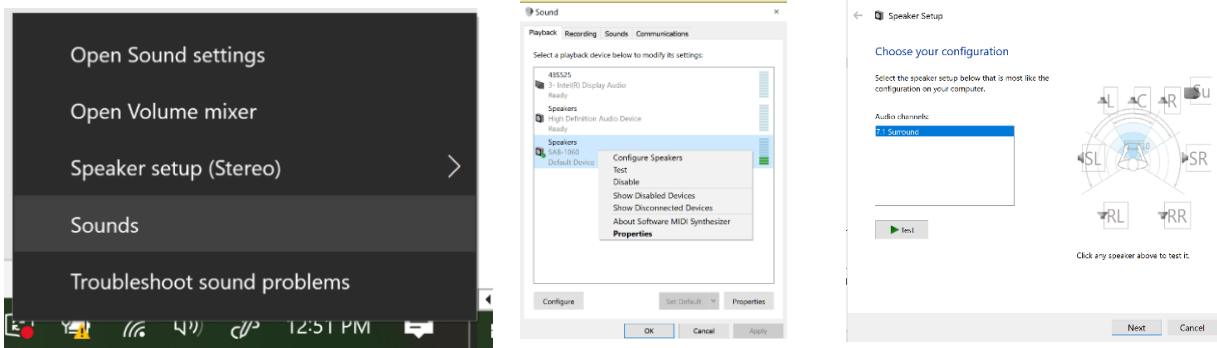 Open Sound settings
Open Volume mixer
Speaker setup (Stereo)
Sounds
Troubleshoot sound problems
12:51 PM
Sound
Playback Recording Sounds Communications
Select a playback device below to modify its settings:
43S525
3- Intel(R) Display Audio
Ready
Speakers
High Definition Audio Device
Ready
Speakers
SAB-1060
Default Device
Configure Speakers
Test
Disable
Show Disabled Devices
Show Disconnected Devices
About Software MIDI Synthesizer
Properties
Configure Set Default Properties
OK Cancel Apply
Speaker Setup
Choose your configuration
Select the speaker setup below that is most like the
configuration on your computer.
Audio channels:
7.1 Surround
Test
L C R Su
SL SR
RL RR
Click any speaker above to test it.
Next Cancel